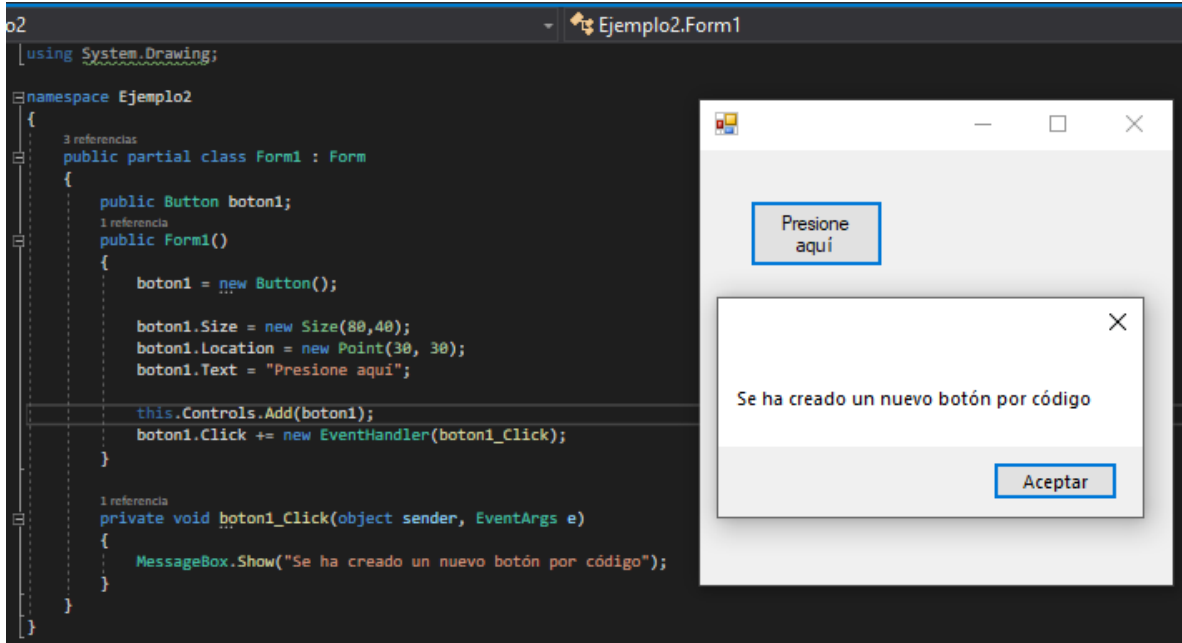 o2
Ejemplo2.Form1
using System.Drawing;
namespace Ejemplo2
{
3 referencias
public partial class Form1 : Form
{
public Button boton1;
1 referencia
public Form1()
{
boton1 = new Button();
boton1.Size = new Size(80,40);
boton1.Location = new Point(30, 30);
boton1.Text = "Presione aquí";
this.Controls.Add(boton1);
boton1.Click += new EventHandler(boton1_Click);
}
1 referencia
private void boton1_Click(object sender, EventArgs e)
{
MessageBox.Show("Se ha creado un nuevo botón por código");
}
}
}
Presione
aquí
Se ha creado un nuevo botón por código
Aceptar